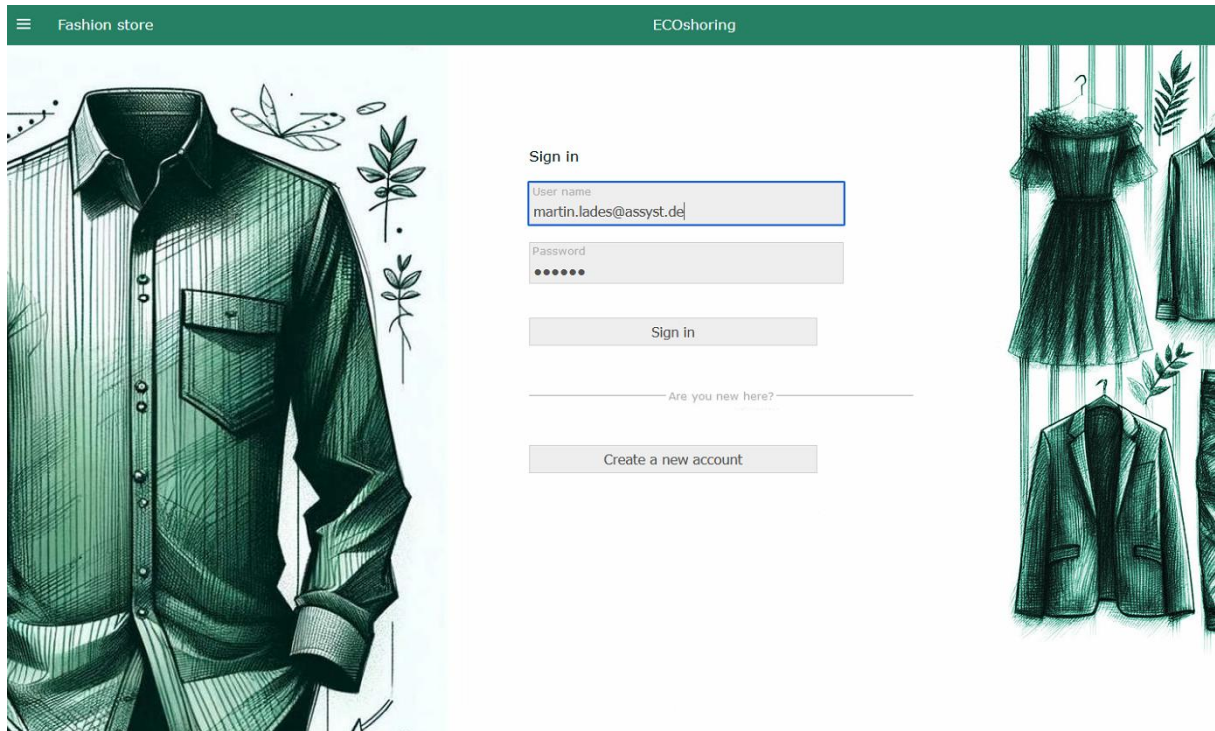 Fashion store
ECOshoring
Sign in
User name
martin.lades@assyst.de
Password
●●●●●●
Sign in
Are you new here?
Create a new account